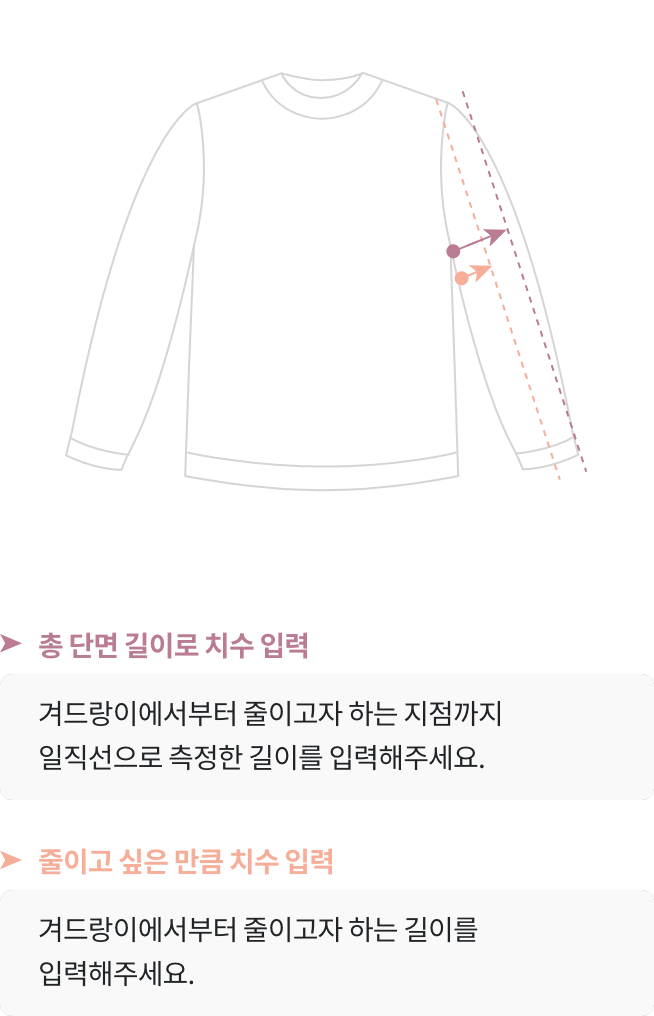 총 단면 길이로 치수 입력
겨드랑이에서부터 줄이고자 하는 지점까지
일직선으로 측정한 길이를 입력해주세요.
줄이고 싶은 만큼 치수 입력
겨드랑이에서부터 줄이고자 하는 길이를
입력해주세요.